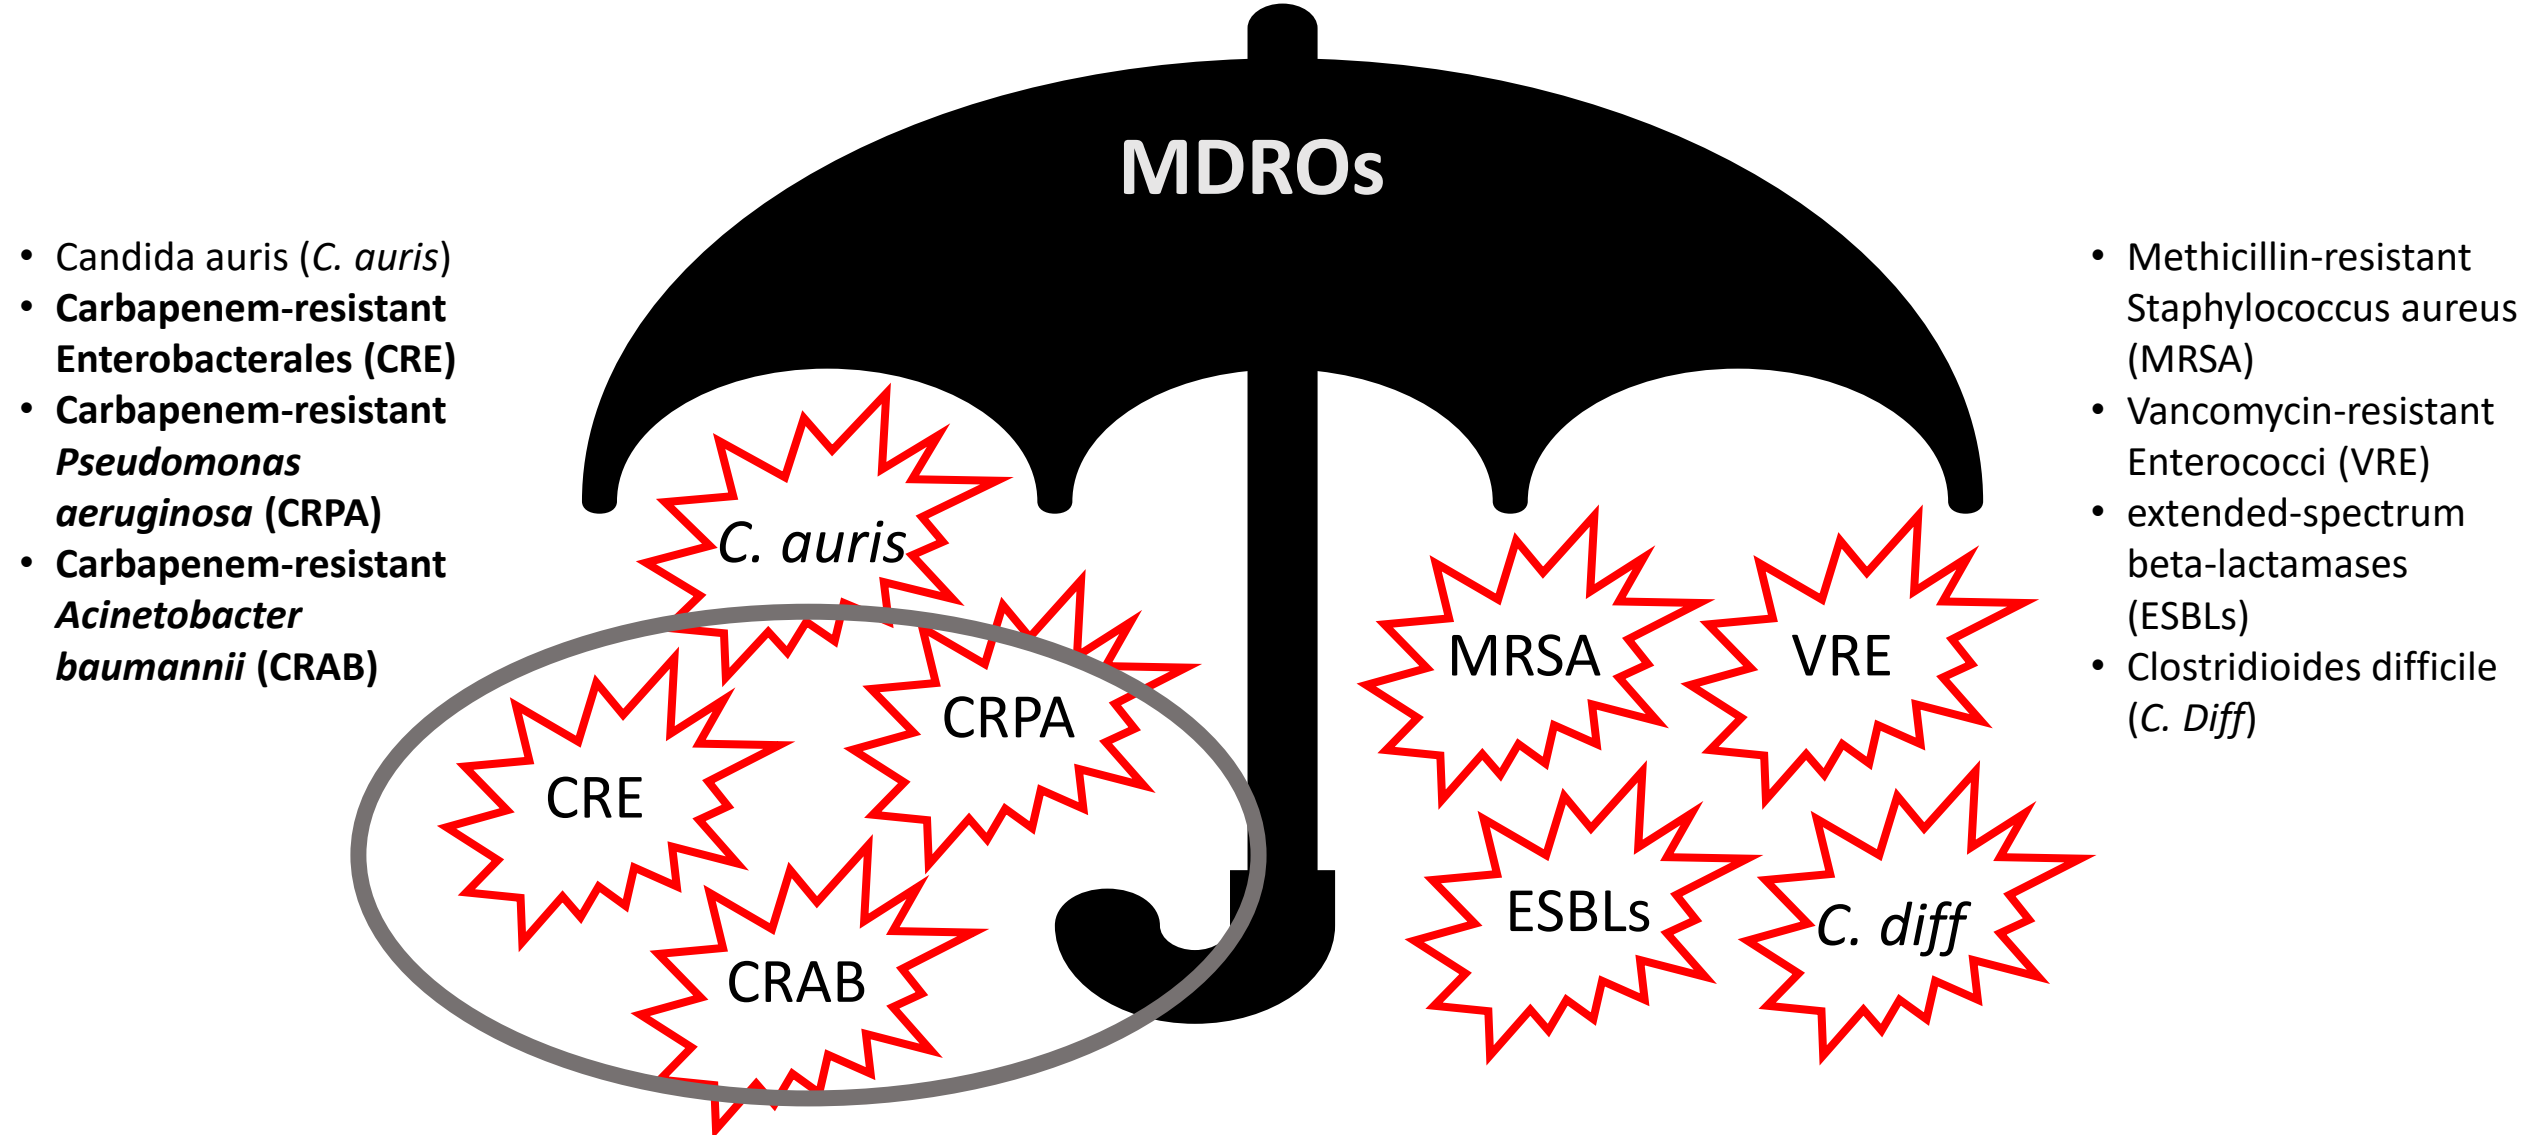 MDROs
• Candida auris (C. auris)
• Carbapenem-resistant
Enterobacterales (CRE)
• Carbapenem-resistant
Pseudomonas
aeruginosa (CRPA)
• Carbapenem-resistant
Acinetobacter
baumannii (CRAB)
C. auris
CRPA
CRE
CRAB
MRSA
VRE
ESBLs
C. diff
• Methicillin-resistant
Staphylococcus aureus
(MRSA)
• Vancomycin-resistant
Enterococci (VRE)
• extended-spectrum
beta-lactamases
(ESBLs)
• Clostridioides difficile
(C. Diff)